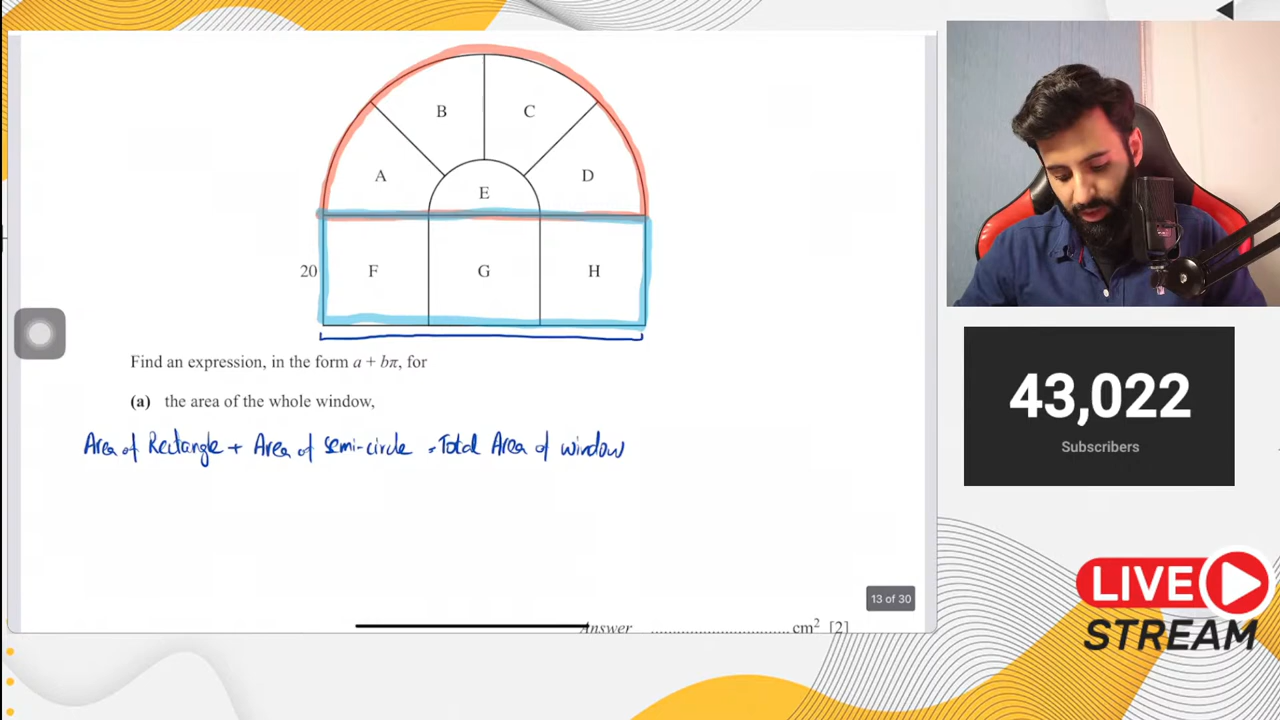 B
C
A
D
E
20
F
G
H
Find an expression, in the form a + bπ, for
(a) the area of the whole window,
Area of Rectangle + Area of semi-circle = Total Area of window
13 of 30
Answer ........................................ cm² [2]
43,022
Subscribers
LIVE
STREAM